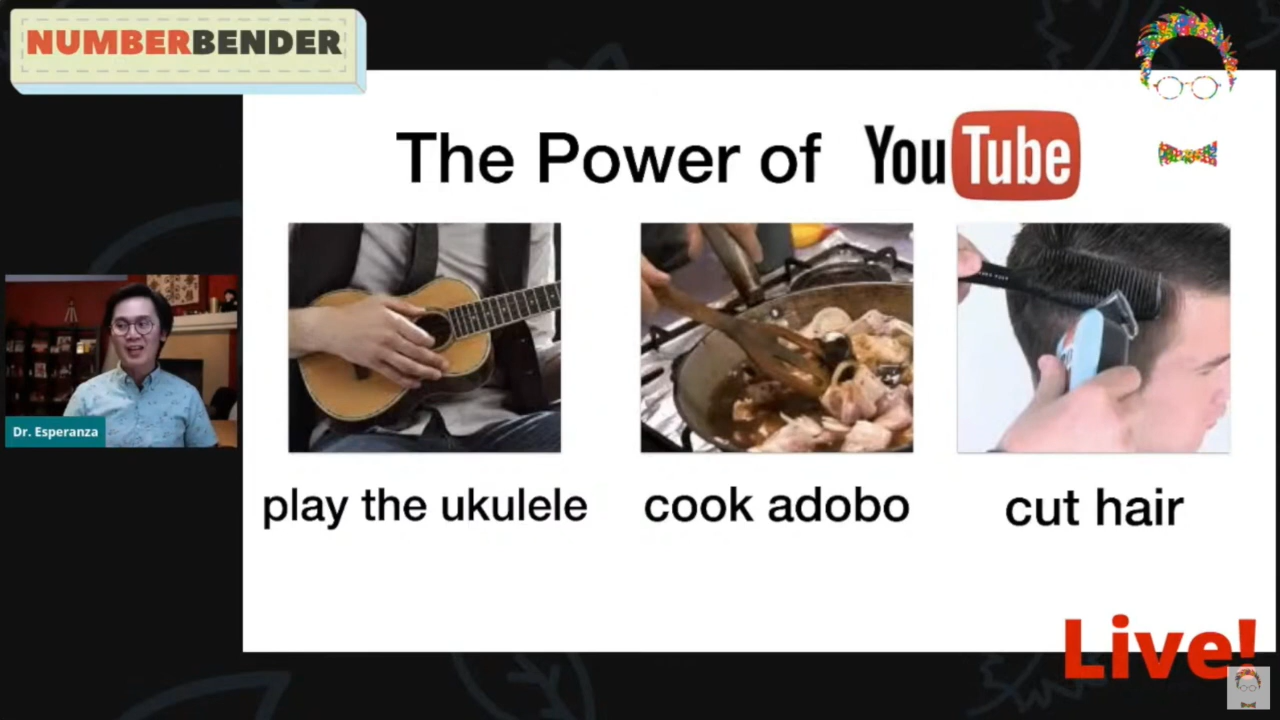 NUMBERBENDER
The Power of YouTube
play the ukulele
cook adobo
cut hair
Dr. Esperanza
Live!